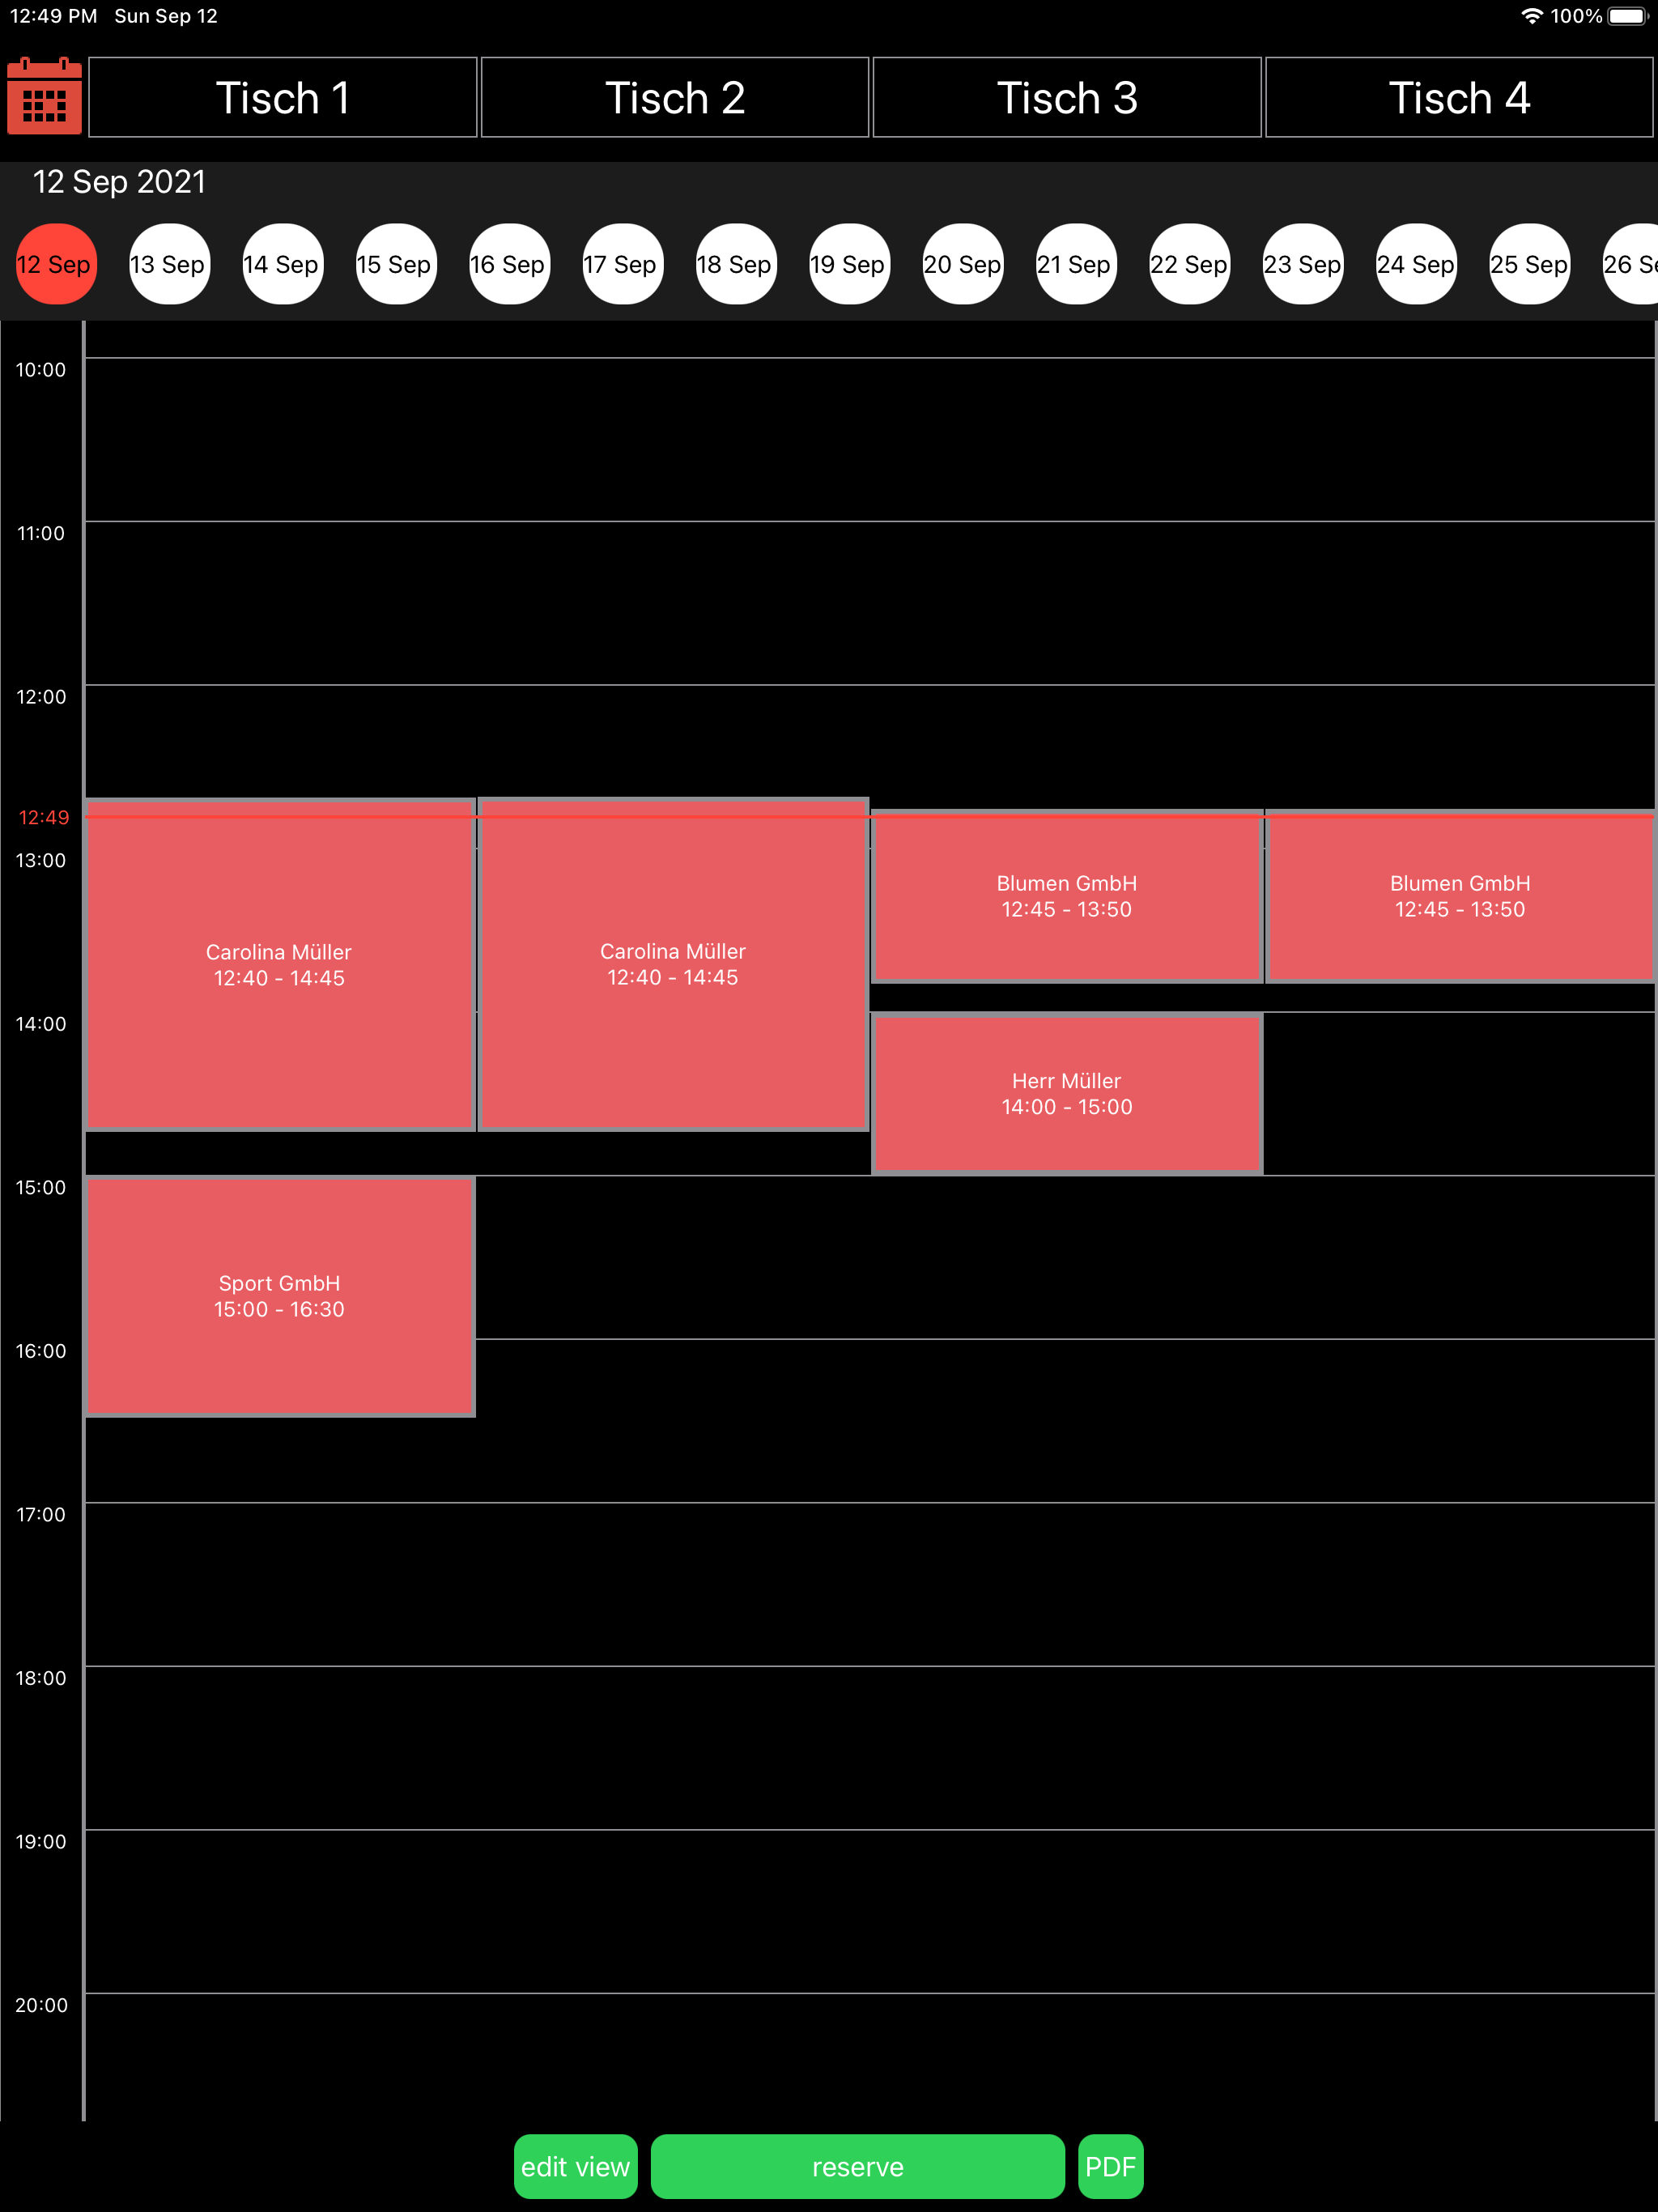 12:49 PM Sun Sep 12 100%
Tisch 1 Tisch 2 Tisch 3 Tisch 4
12 Sep 2021
12 Sep 13 Sep 14 Sep 15 Sep 16 Sep 17 Sep 18 Sep 19 Sep 20 Sep 21 Sep 22 Sep 23 Sep 24 Sep 25 Sep 26 Se
10:00
11:00
12:00
12:49
13:00
Blumen GmbH
12:45 - 13:50
Blumen GmbH
12:45 - 13:50
Carolina Müller
12:40 - 14:45
Carolina Müller
12:40 - 14:45
14:00
Herr Müller
14:00 - 15:00
15:00
Sport GmbH
15:00 - 16:30
16:00
17:00
18:00
19:00
20:00
edit view reserve PDF